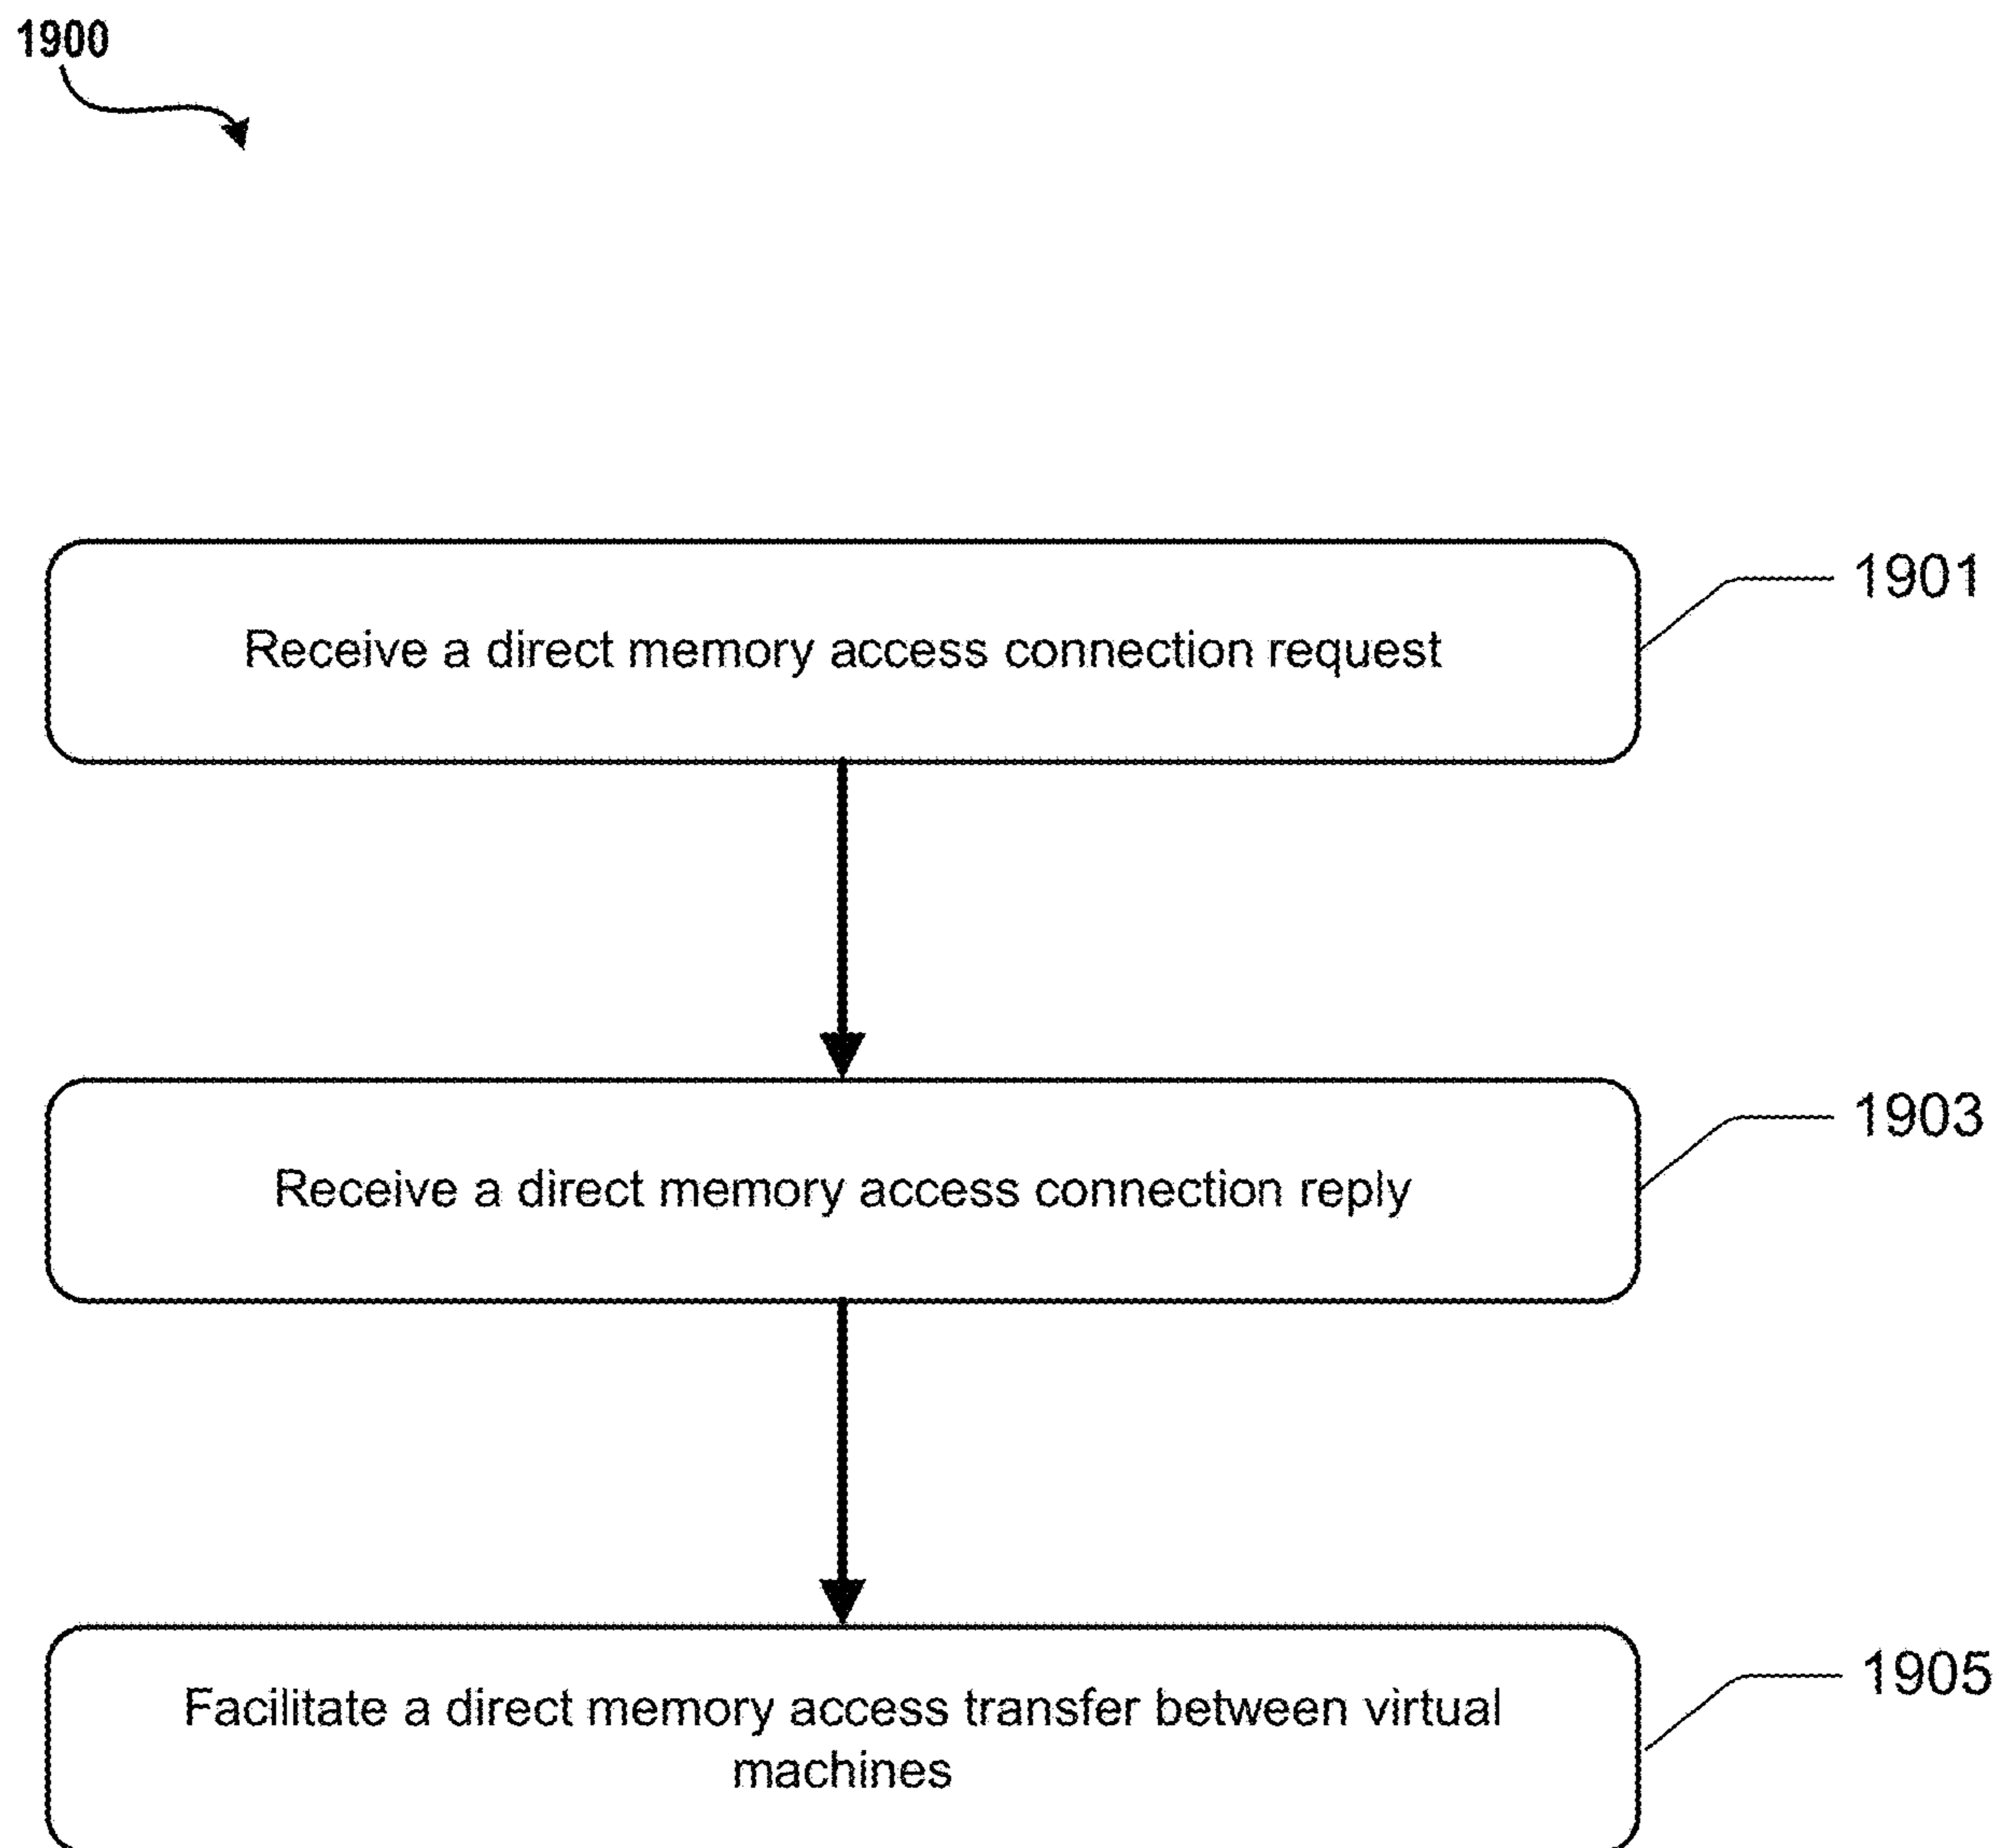 1900
Receive a direct memory access connection request
1901
Receive a direct memory access connection reply
1903
Facilitate a direct memory access transfer between virtual
machines
1905